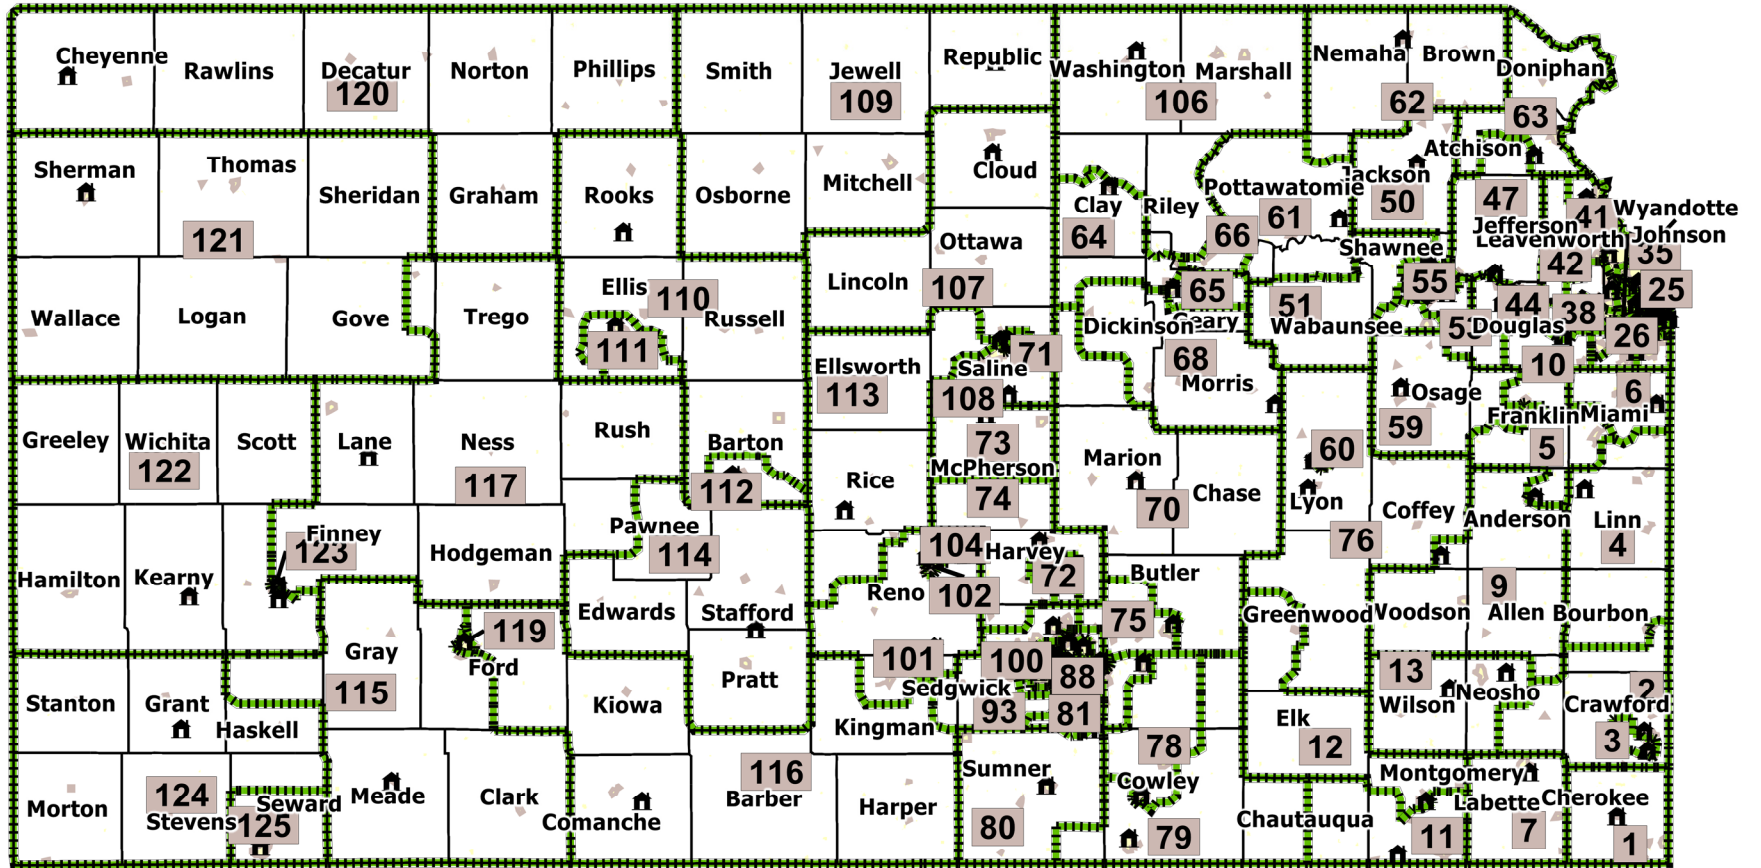 Cheyenne
Rawlins
Decatur
120
Norton
Phillips
Smith
Jewell
109
Republic
Washington
Marshall
106
Nemaha
Brown
62
Doniphan
63
Sherman
Thomas
121
Sheridan
Graham
Rooks
Osborne
Mitchell
Cloud
Clay
64
Riley
Pottawatomie
61
66
Jackson
50
Atchison
47
Jefferson
41
Leavenworth
Wyandotte
Johnson
35
Wallace
Logan
Gove
Trego
Ellis
110
111
Russell
Lincoln
Ottawa
107
Dickinson
65
Geary
51
Wabaunsee
Shawnee
55
42
44
38
25
26
Douglas
10
68
Morris
Ellsworth
113
Saline
71
108
Osage
59
Franklin
5
Miami
6
Greeley
Wichita
122
Scott
Lane
Ness
117
Rush
Barton
112
Rice
73
McPherson
74
Marion
70
Chase
60
Lyon
Coffey
76
Anderson
Linn
4
Hamilton
Kearny
Finney
123
Hodgeman
Pawnee
114
Edwards
Stafford
Reno
104
102
Harvey
72
Butler
75
Greenwood
Woodson
9
Allen
Bourbon
Stanton
Grant
Haskell
Gray
115
119
Ford
Kiowa
Pratt
101
Kingman
100
Sedgwick
88
93
81
Elk
12
13
Wilson
Neosho
2
Crawford
3
Morton
124
Stevens
Seward
125
Meade
Clark
Comanche
116
Barber
Harper
Sumner
80
78
Cowley
79
Chautauqua
Montgomery
11
Labette
7
Cherokee
1